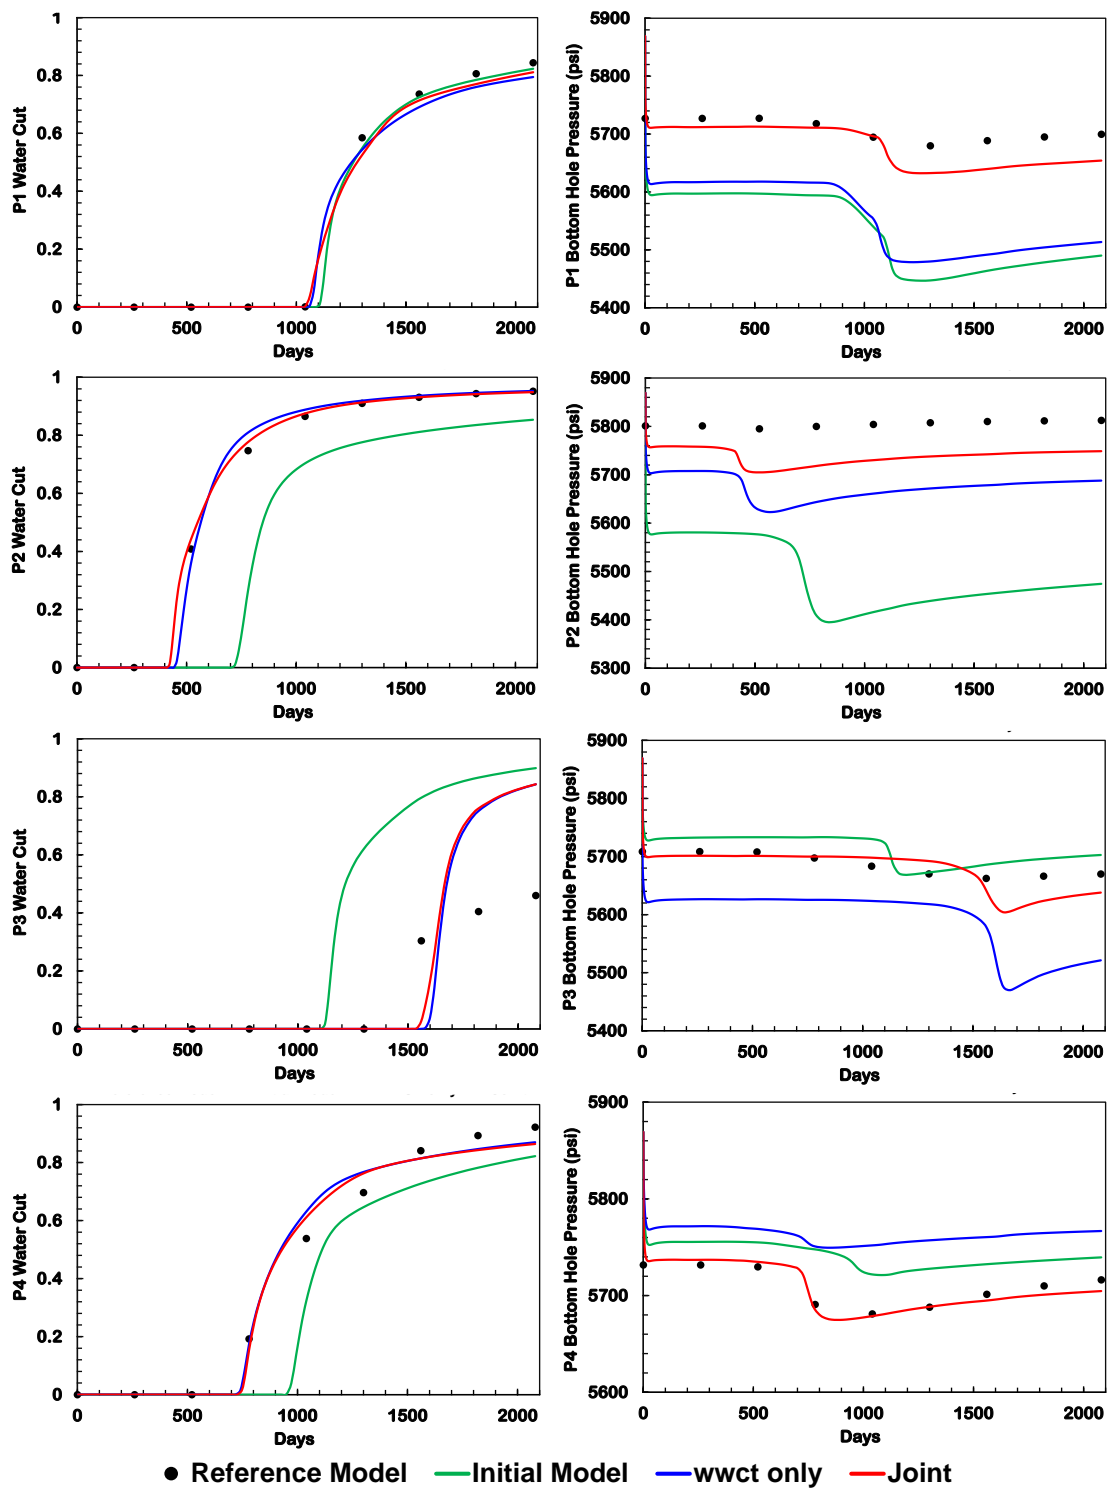 1
0.8
0.6
0.4
0.2
0
P1 Water Cut
0 500 1000 1500 2000
Days
5900
5800
5700
5600
5500
5400
P1 Bottom Hole Pressure (psi)
0 500 1000 1500 2000
Days
1
0.8
0.6
0.4
0.2
0
P2 Water Cut
0 500 1000 1500 2000
Days
5900
5800
5700
5600
5500
5400
5300
P2 Bottom Hole Pressure (psi)
0 500 1000 1500 2000
Days
1
0.8
0.6
0.4
0.2
0
P3 Water Cut
0 500 1000 1500 2000
Days
5900
5800
5700
5600
5500
5400
P3 Bottom Hole Pressure (psi)
0 500 1000 1500 2000
Days
1
0.8
0.6
0.4
0.2
0
P4 Water Cut
0 500 1000 1500 2000
Days
5900
5800
5700
5600
P4 Bottom Hole Pressure (psi)
0 500 1000 1500 2000
Days
Reference Model Initial Model wwct only Joint